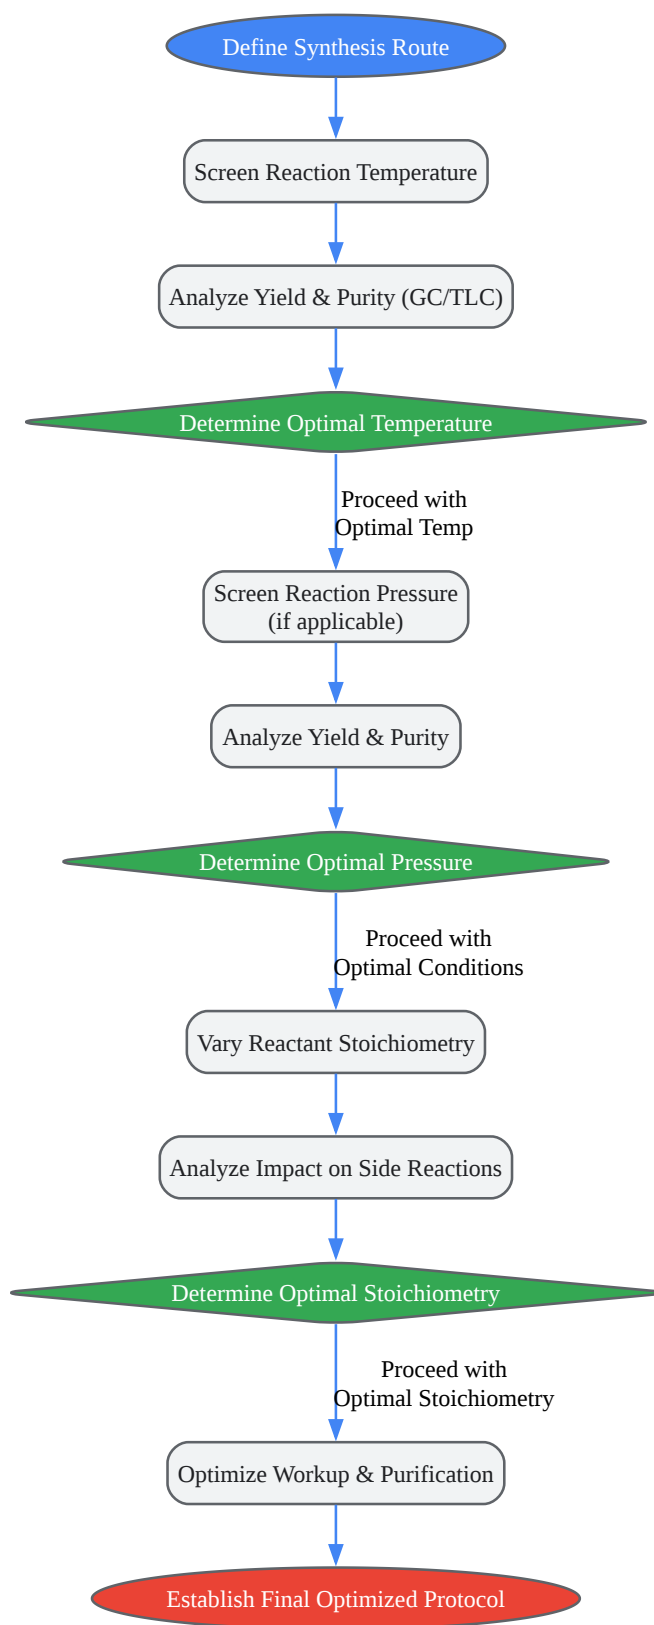 Define Synthesis Route
Screen Reaction Temperature
Analyze Yield & Purity (GC/TLC)
Determine Optimal Temperature
Proceed with
Optimal Temp
Screen Reaction Pressure
(if applicable)
Analyze Yield & Purity
Determine Optimal Pressure
Proceed with
Optimal Conditions
Vary Reactant Stoichiometry
Analyze Impact on Side Reactions
Determine Optimal Stoichiometry
Proceed with
Optimal Stoichiometry
Optimize Workup & Purification
Establish Final Optimized Protocol